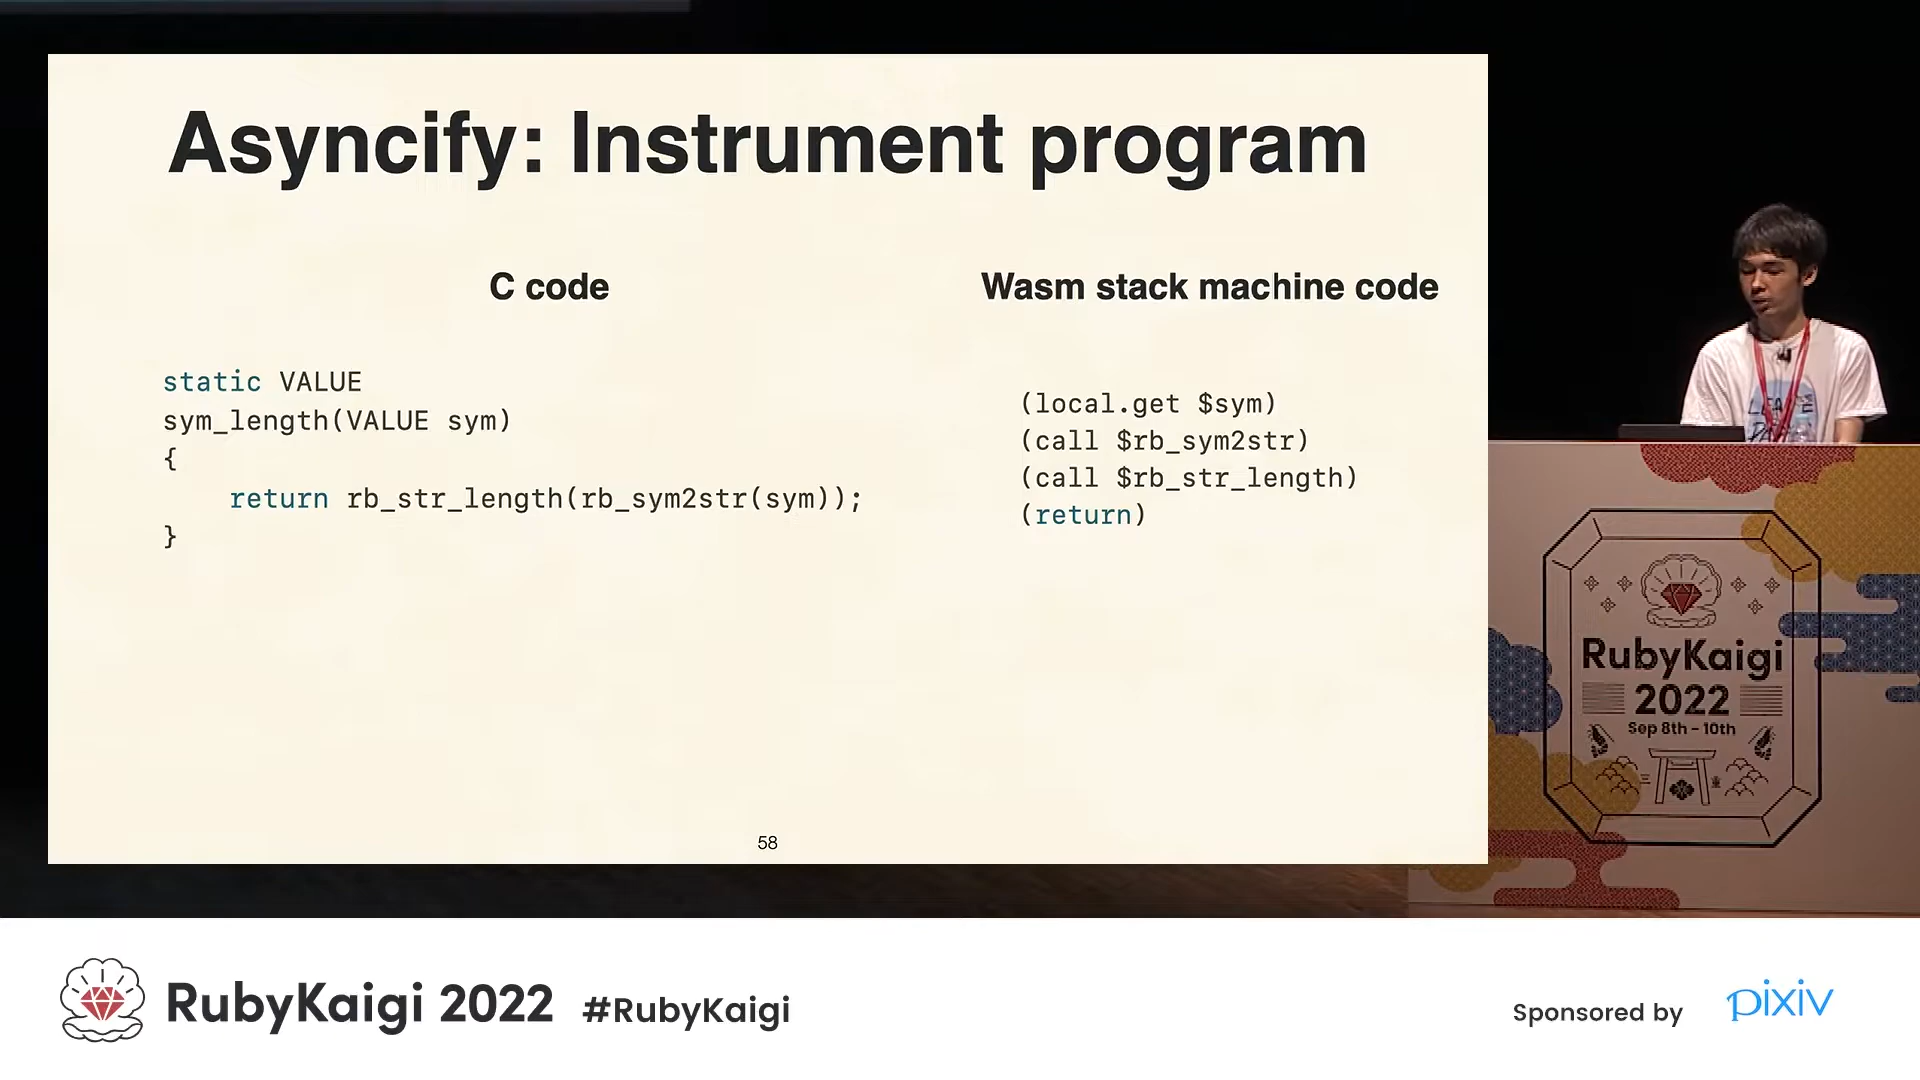 Asyncify: Instrument program
C code
static VALUE
sym_length(VALUE sym)
{
    return rb_str_length(rb_sym2str(sym));
}
Wasm stack machine code
(local.get $sym)
(call $rb_sym2str)
(call $rb_str_length)
(return)
58
RubyKaigi
2022
Sep 8th - 10th
RubyKaigi 2022 #RubyKaigi
Sponsored by pixiv